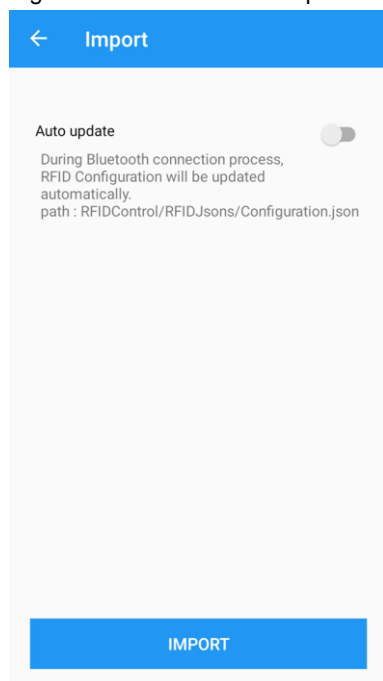 Import
Auto update
During Bluetooth connection process,
RFID Configuration will be updated
automatically.
path : RFIDControl/RFIDJsons/Configuration.json
IMPORT